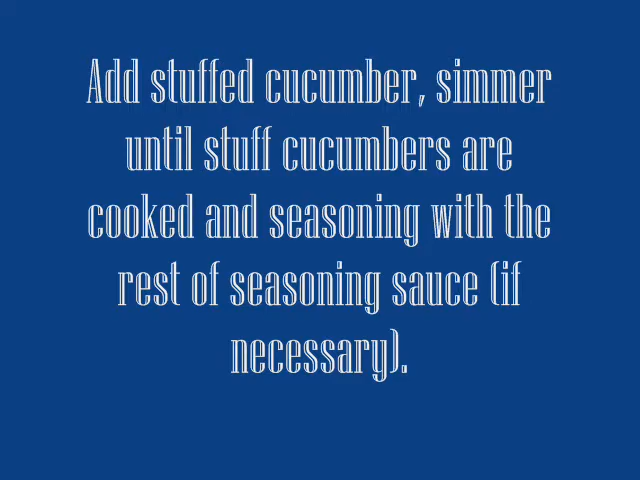 Add stuffed cucumber, simmer
until stuff cucumbers are
cooked and seasoning with the
rest of seasoning sauce (if
necessary).